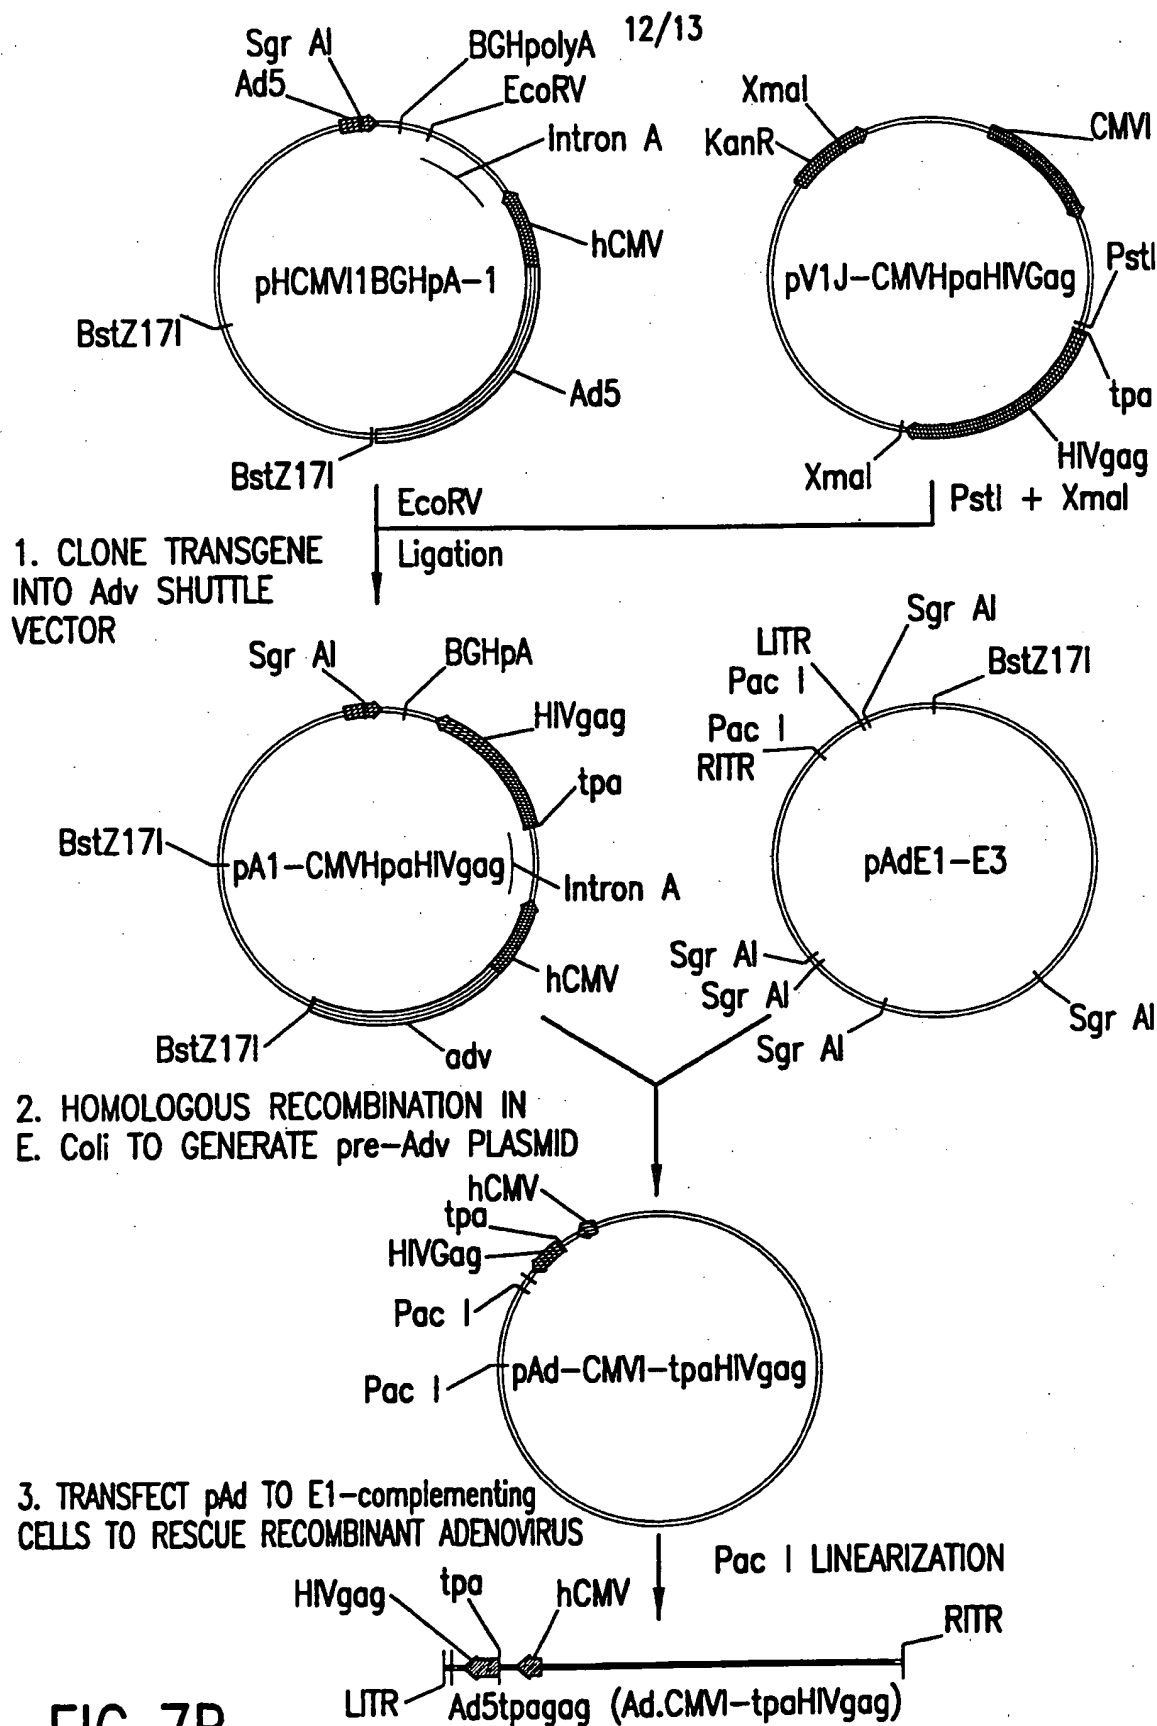 12/13
Sgr AI
BGHpolyA
Ad5
EcoRV
Intron A
hCMV
pHCMVI1BGHpA-1
BstZ17I
Ad5
BstZ17I
XmaI
KanR
CMVI
PstI
pV1J-CMVHpaHIVGag
tpa
HIVgag
XmaI
EcoRV
PstI + XmaI
Ligation
1. CLONE TRANSGENE
INTO Adv SHUTTLE
VECTOR
Sgr AI
BGHpA
HIVgag
tpa
BstZ17I
pA1-CMVHpaHIVgag
Intron A
hCMV
BstZ17I
adv
Sgr AI
LITR
Pac I
BstZ17I
Pac I
RITR
pAdE1-E3
Sgr AI
Sgr AI
Sgr AI
Sgr AI
2. HOMOLOGOUS RECOMBINATION IN
E. Coli TO GENERATE pre-Adv PLASMID
hCMV
tpa
HIVGag
Pac I
pAd-CMVI-tpaHIVgag
Pac I
3. TRANSFECT pAd TO E1-complementing
CELLS TO RESCUE RECOMBINANT ADENOVIRUS
Pac I LINEARIZATION
HIVgag
tpa
hCMV
RITR
LITR
Ad5tpagag (Ad.CMVI-tpaHIVgag)
FIG 7B